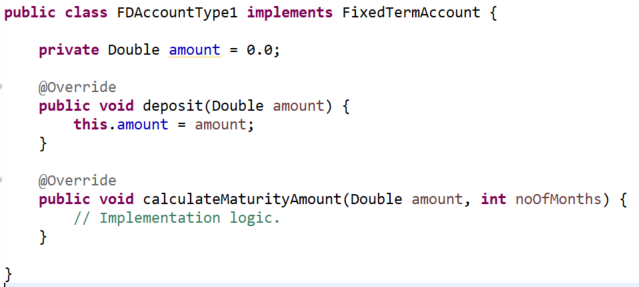 public class FDAccountType1 implements FixedTermAccount {
private Double amount = 0.0;
@Override
public void deposit(Double amount) {
this.amount = amount;
}
@Override
public void calculateMaturityAmount(Double amount, int noOfMonths) {
// Implementation logic.
}
}